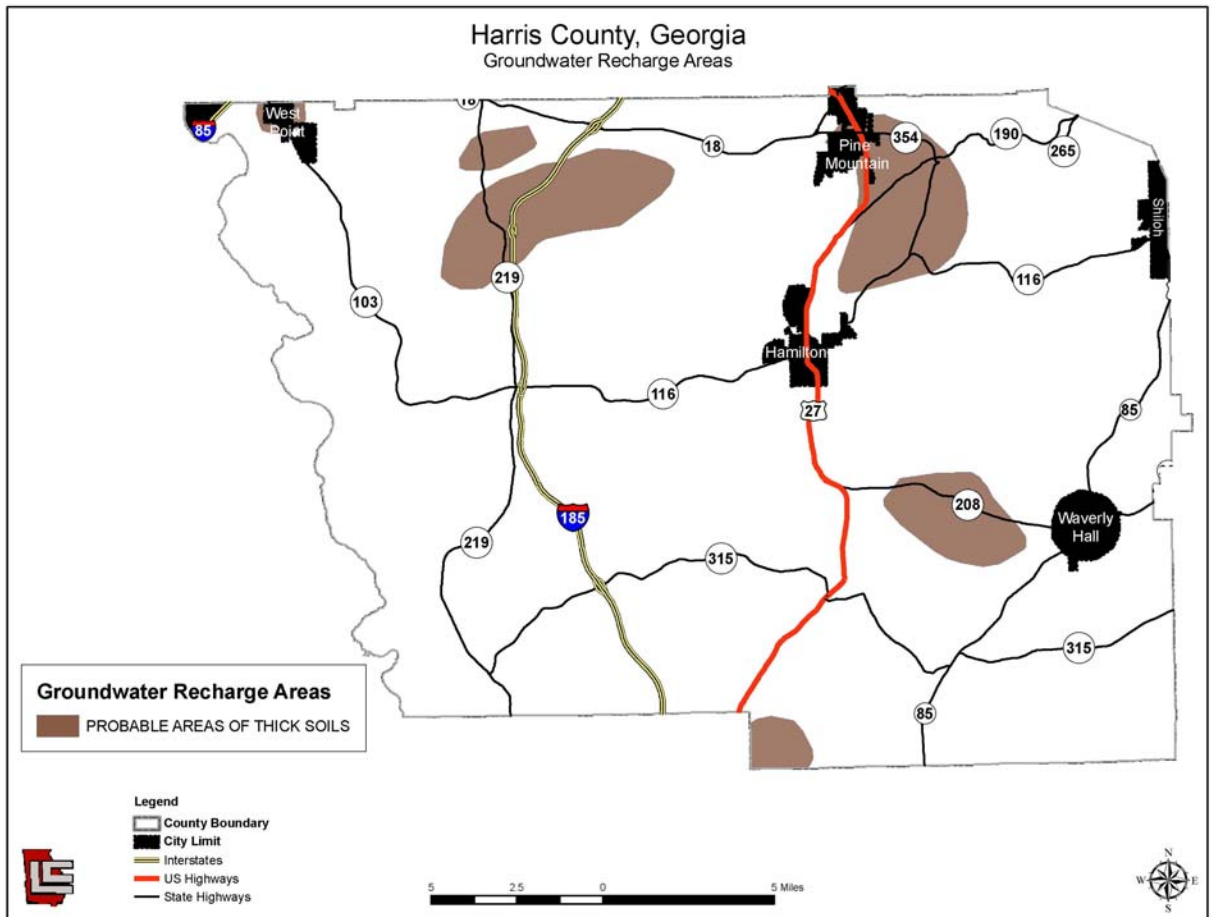 Harris County, Georgia
Groundwater Recharge Areas
18
West
Point
85
18
Pine
Mountain
354
190
265
Shiloh
219
103
116
Hamilton
116
27
85
208
Waverly
Hall
185
219
315
315
85
Groundwater Recharge Areas
PROBABLE AREAS OF THICK SOILS
Legend
County Boundary
City Limit
Interstates
US Highways
State Highways
5 2.5 0 5 Miles
N
W E
S